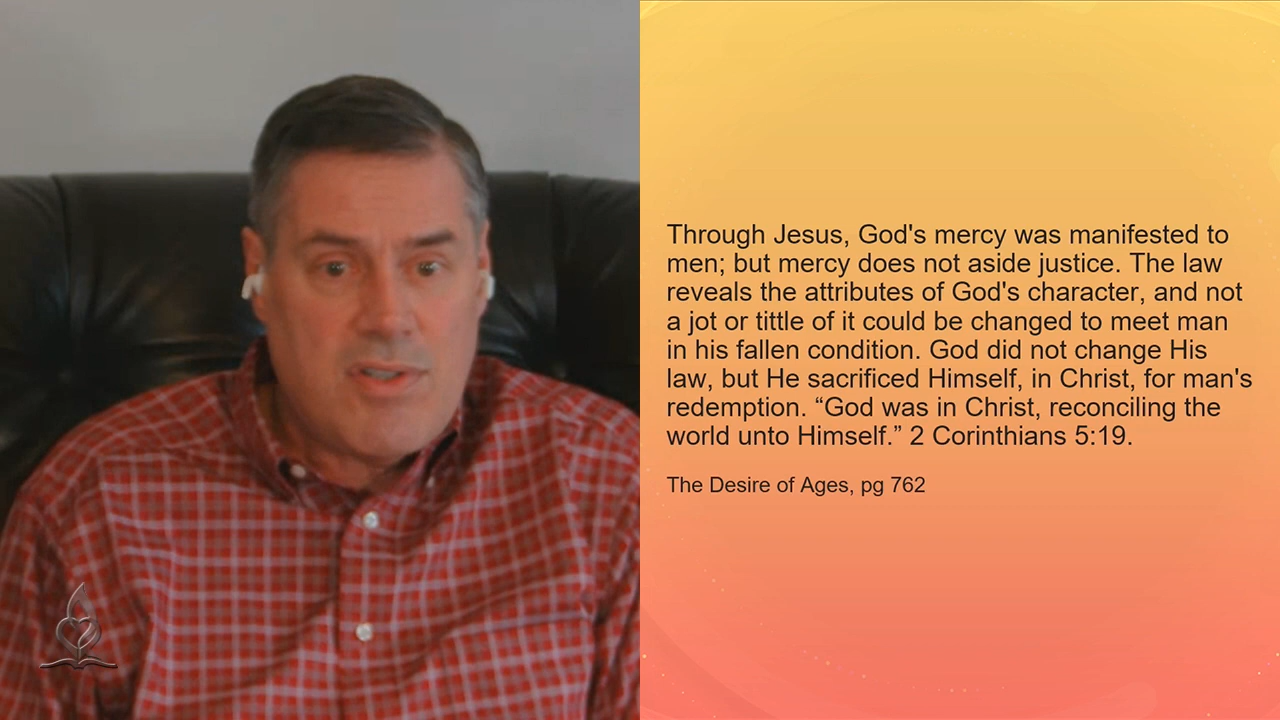 Through Jesus, God's mercy was manifested to
men; but mercy does not aside justice. The law
reveals the attributes of God's character, and not
a jot or tittle of it could be changed to meet man
in his fallen condition. God did not change His
law, but He sacrificed Himself, in Christ, for man's
redemption. “God was in Christ, reconciling the
world unto Himself.” 2 Corinthians 5:19.
The Desire of Ages, pg 762